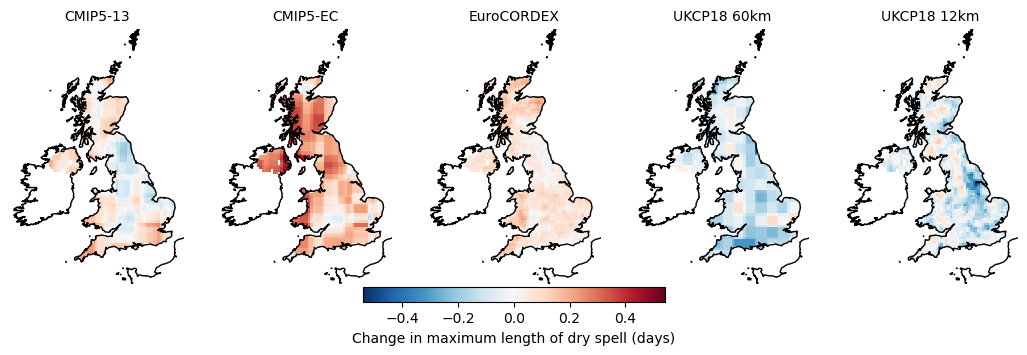 CMIP5-13 CMIP5-EC EuroCORDEX UKCP18 60km UKCP18 12km
−0.4 −0.2 0.0 0.2 0.4
Change in maximum length of dry spell (days)